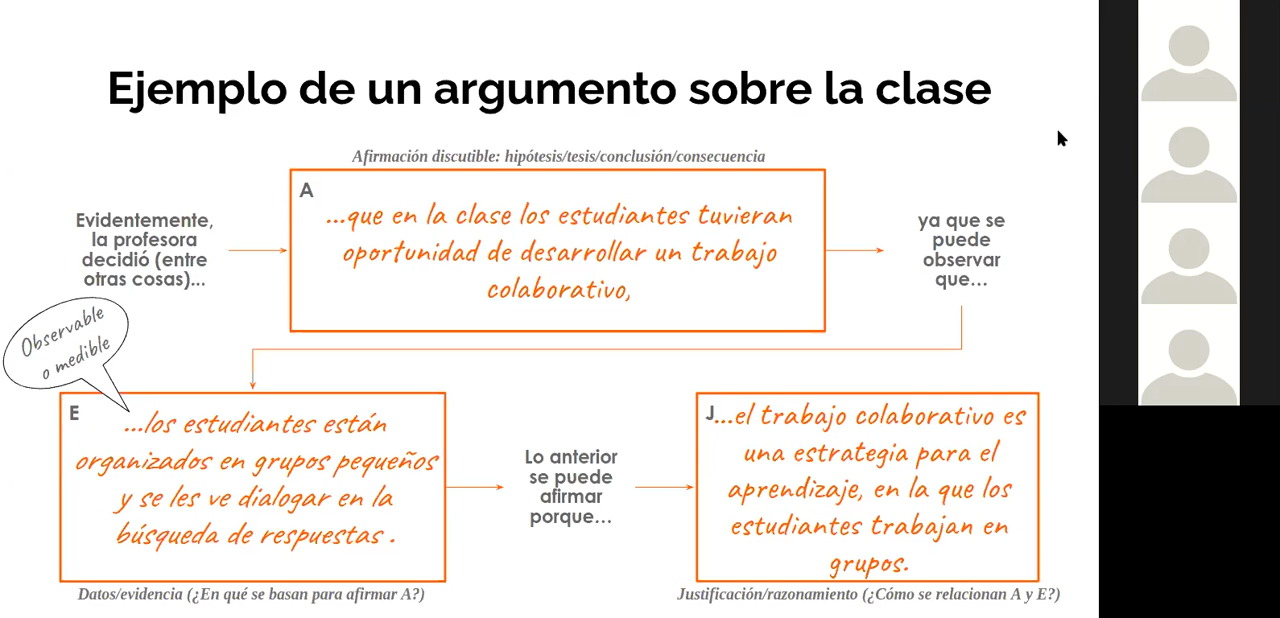 Ejemplo de un argumento sobre la clase
Afirmación discutible: hipótesis/tesis/conclusión/consecuencia
Evidentemente,
la profesora
decidió (entre
otras cosas)...
A
...que en la clase los estudiantes tuvieran
oportunidad de desarrollar un trabajo
colaborativo,
ya que se
puede
observar
que...
Observable
o medible
E
...los estudiantes están
organizados en grupos pequeños
y se les ve dialogar en la
búsqueda de respuestas .
Datos/evidencia (¿En qué se basan para afirmar A?)
Lo anterior
se puede
afirmar
porque...
J...el trabajo colaborativo es
una estrategia para el
aprendizaje, en la que los
estudiantes trabajan en
grupos.
Justificación/razonamiento (¿Cómo se relacionan A y E?)